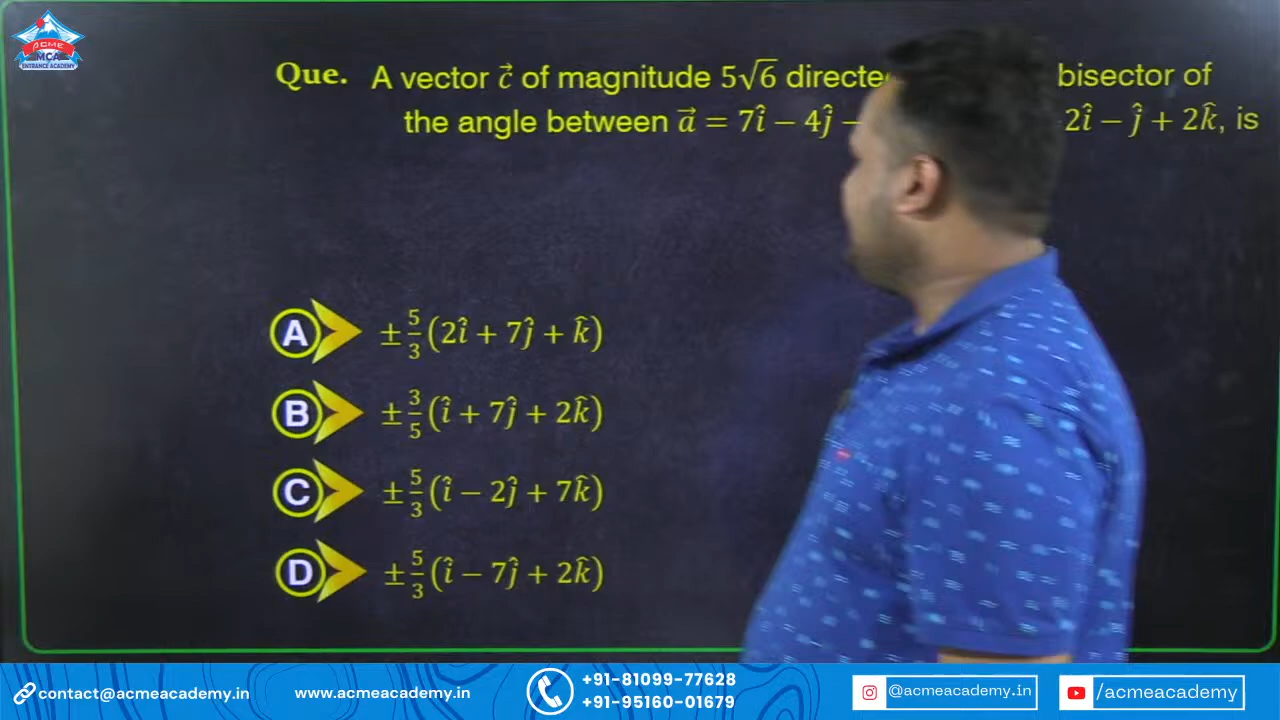 ACME
MCA
ENTRANCE ACADEMY
Que. A vector c⃗ of magnitude 5√6 bisector of
the angle between a⃗ = 7î − 4ĵ − 2î − ĵ + 2k̂, is
A ± 5/3 (2î + 7ĵ + k̂)
B ± 3/5 (î + 7ĵ + 2k̂)
C ± 5/3 (î − 2ĵ + 7k̂)
D ± 5/3 (î − 7ĵ + 2k̂)
contact@acmeacademy.in www.acmeacademy.in +91-81099-77628 @acmeacademy.in /acmeacademy
+91-95160-01679